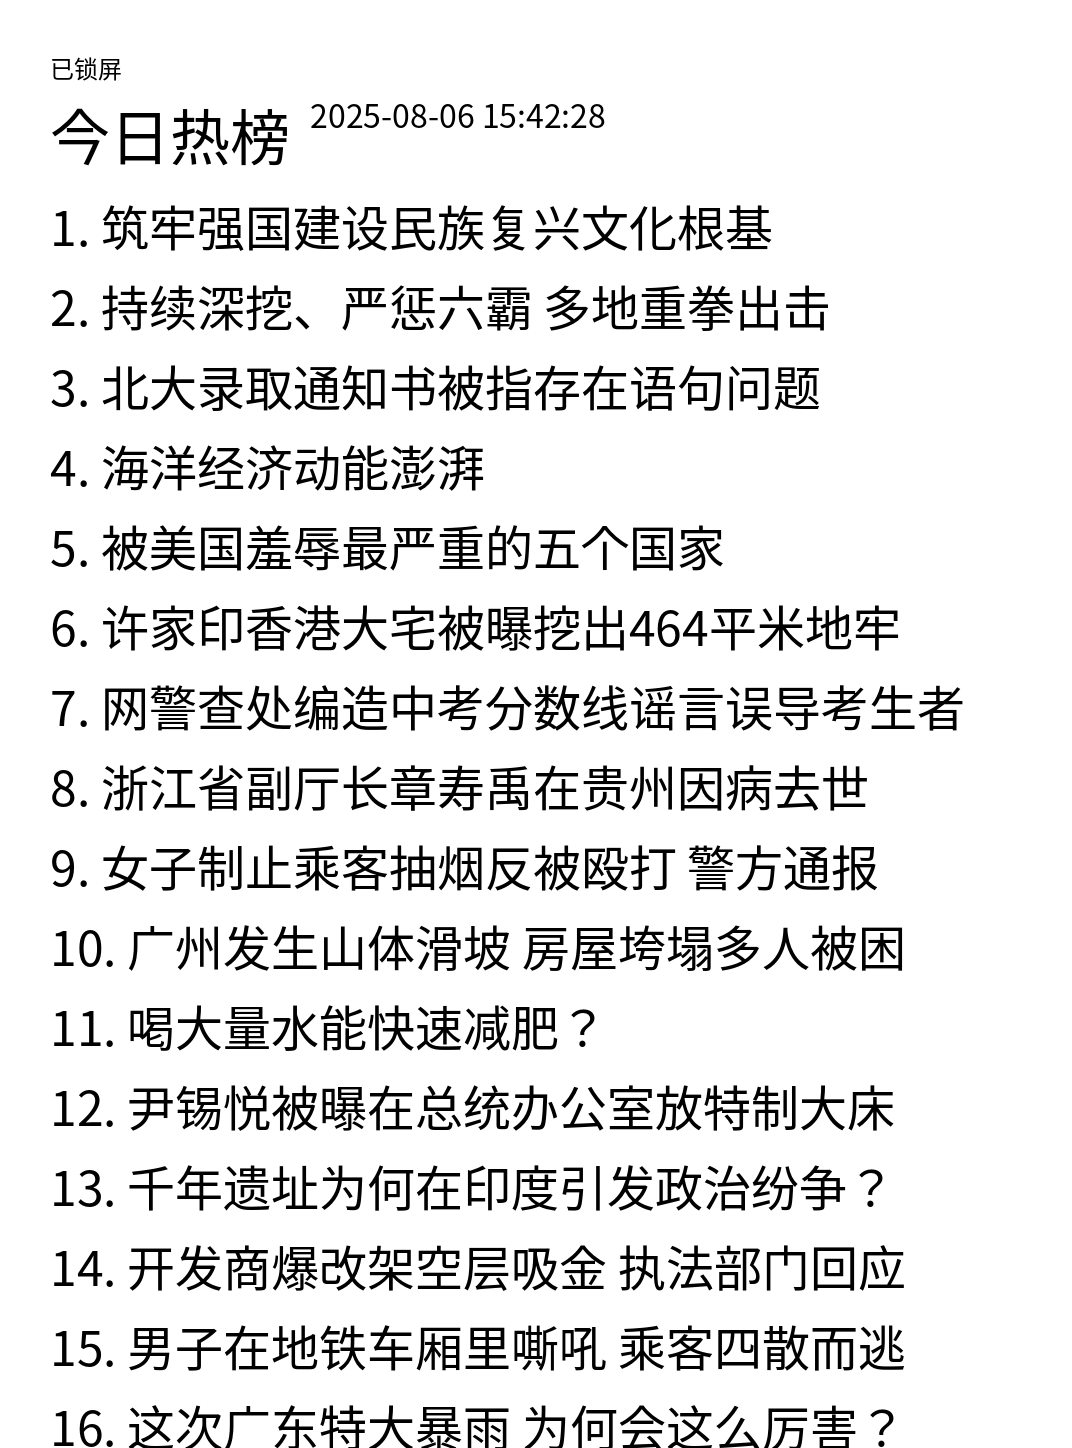 已锁屏
今日热榜 2025-08-06 15:42:28
1. 筑牢强国建设民族复兴文化根基
2. 持续深挖、严惩六霸 多地重拳出击
3. 北大录取通知书被指存在语句问题
4. 海洋经济动能澎湃
5. 被美国羞辱最严重的五个国家
6. 许家印香港大宅被曝挖出464平米地牢
7. 网警查处编造中考分数线谣言误导考生者
8. 浙江省副厅长章寿禹在贵州因病去世
9. 女子制止乘客抽烟反被殴打 警方通报
10. 广州发生山体滑坡 房屋垮塌多人被困
11. 喝大量水能快速减肥？
12. 尹锡悦被曝在总统办公室放特制大床
13. 千年遗址为何在印度引发政治纷争？
14. 开发商爆改架空层吸金 执法部门回应
15. 男子在地铁车厢里嘶吼 乘客四散而逃
16. 这次广东特大暴雨 为何会这么厉害？